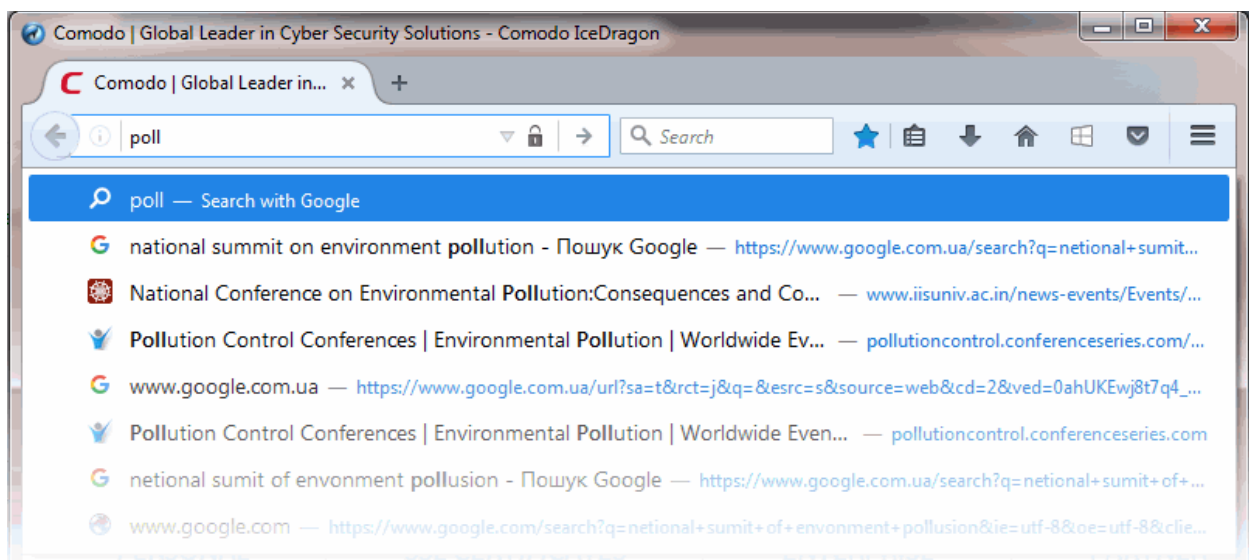 Comodo | Global Leader in Cyber Security Solutions - Comodo IceDragon
Comodo | Global Leader in...
poll Search
poll — Search with Google
national summit on environment pollution - Пошук Google — https://www.google.com.ua/search?q=netional+sumit...
National Conference on Environmental Pollution:Consequences and Co... — www.iisuniv.ac.in/news-events/Events/...
Pollution Control Conferences | Environmental Pollution | Worldwide Ev... — pollutioncontrol.conferenceseries.com/...
www.google.com.ua — https://www.google.com.ua/url?sa=t&rct=j&q=&esrc=s&source=web&cd=2&ved=0ahUKEwj8t7q4_...
Pollution Control Conferences | Environmental Pollution | Worldwide Even... — pollutioncontrol.conferenceseries.com
netional sumit of envonment pollusion - Пошук Google — https://www.google.com.ua/search?q=netional+sumit+of+...
www.google.com — https://www.google.com/search?q=netional+sumit+of+envonment+pollusion&ie=utf-8&oe=utf-8&clie...